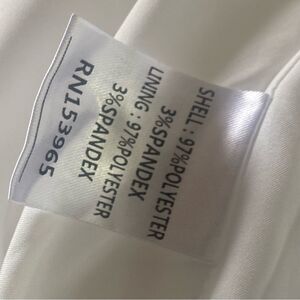 SHELL : 97%POLYESTER
3%SPANDEX
LINING : 97%POLYESTER
3%SPANDEX
RN153965